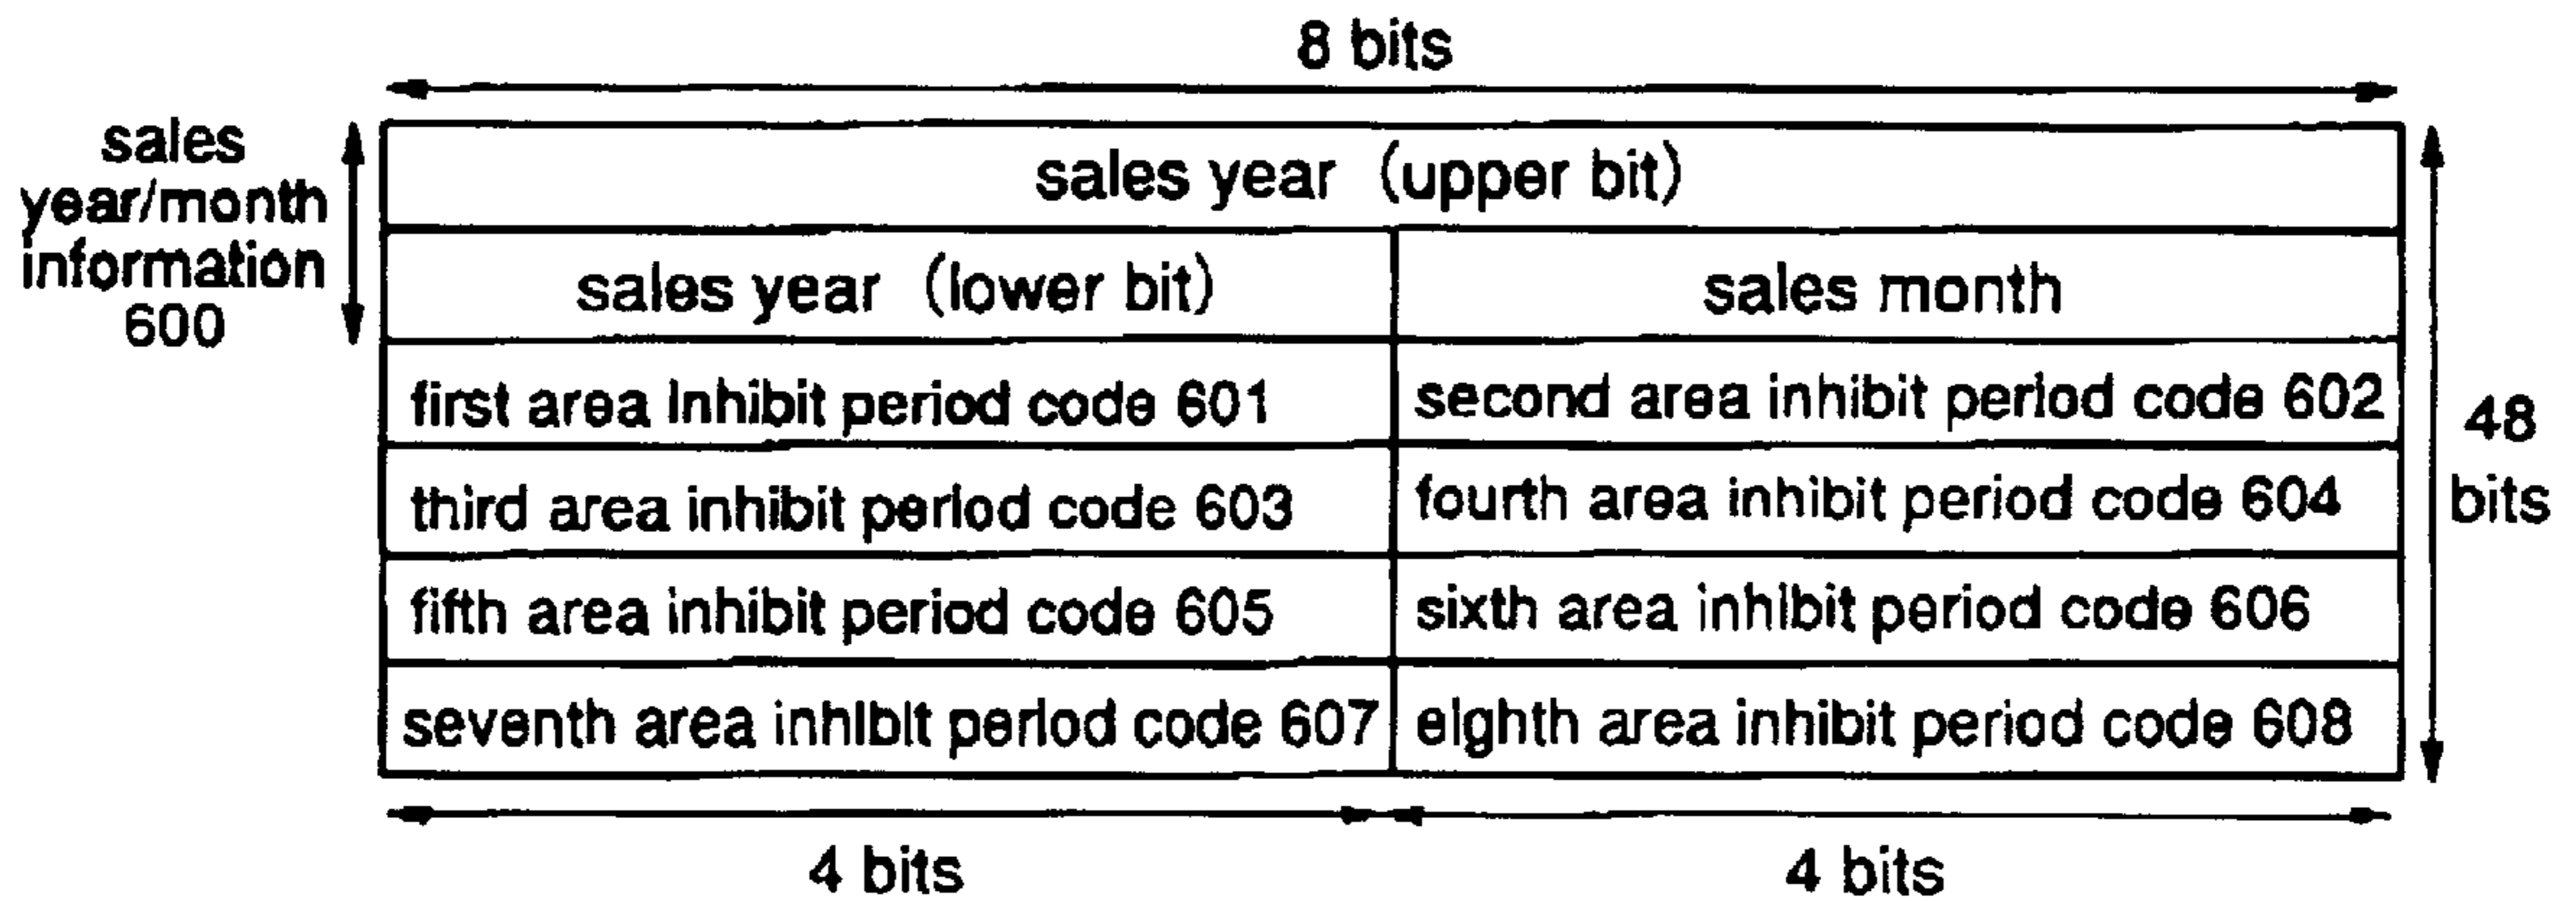 8 bits
sales
year/month
information
600
sales year (upper bit)
sales year (lower bit)
sales month
first area inhibit period code 601
second area inhibit period code 602
third area inhibit period code 603
fourth area inhibit period code 604
fifth area inhibit period code 605
sixth area inhibit period code 606
seventh area inhibit period code 607
eighth area inhibit period code 608
48
bits
4 bits
4 bits